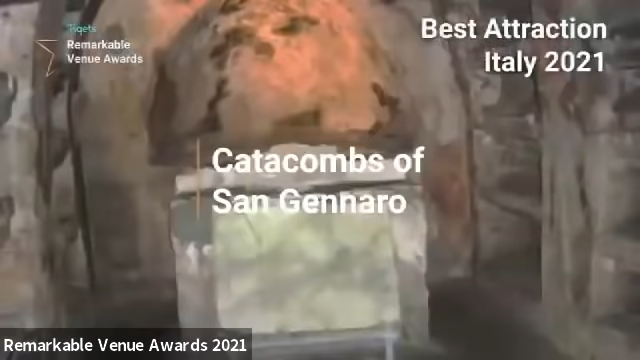 Tiqets
Remarkable
Venue Awards
Best Attraction
Italy 2021
Catacombs of
San Gennaro
Remarkable Venue Awards 2021